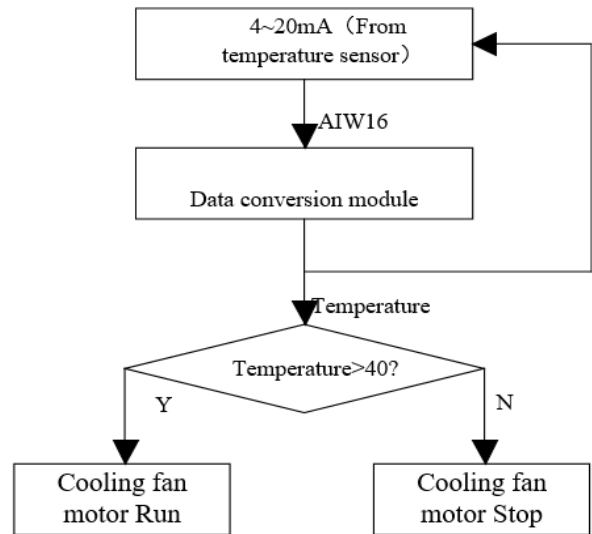 4~20mA（From
temperature sensor）
AIW16
Data conversion module
Temperature
Temperature>40?
Y
N
Cooling fan
motor Run
Cooling fan
motor Stop